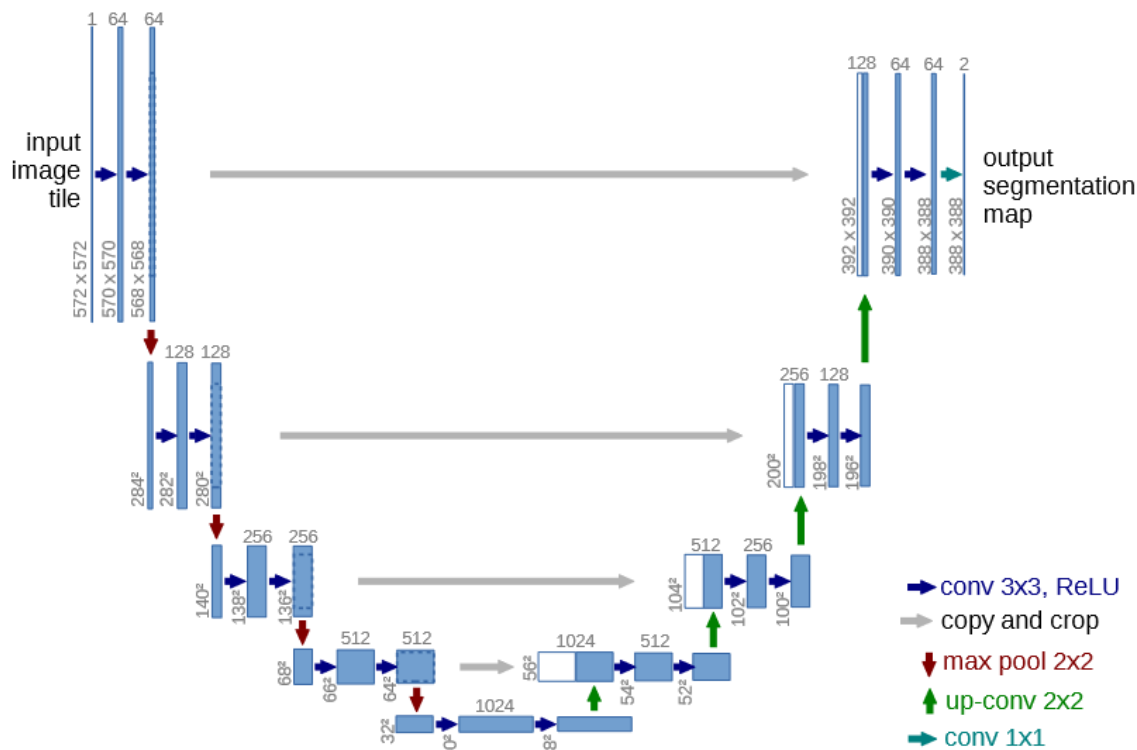 1 64 64
input
image
tile
572 x 572
570 x 570
568 x 568
128 64 64 2
output
segmentation
map
392 x 392
390 x 390
388 x 388
388 x 388
128 128
284²
282²
280²
256 128
200²
198²
196²
256 256
140²
138²
136²
512 256
104²
102²
100²
512 512
68²
66²
64²
1024 512
56²
54²
52²
1024
32²
0²
8²
conv 3x3, ReLU
copy and crop
max pool 2x2
up-conv 2x2
conv 1x1